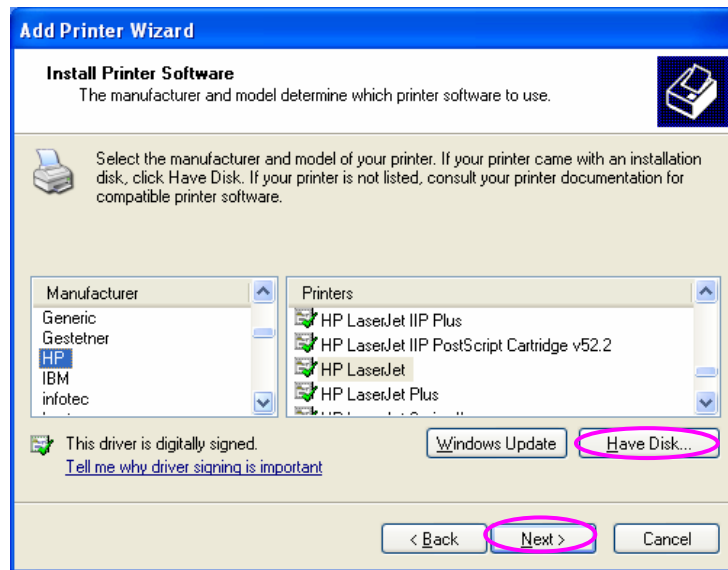 Add Printer Wizard
Install Printer Software
The manufacturer and model determine which printer software to use.
Select the manufacturer and model of your printer. If your printer came with an installation
disk, click Have Disk. If your printer is not listed, consult your printer documentation for
compatible printer software.
Manufacturer
Generic
Gestetner
HP
IBM
infotec
Printers
HP LaserJet IIP Plus
HP LaserJet IIP PostScript Cartridge v52.2
HP LaserJet
HP LaserJet Plus
This driver is digitally signed.
Tell me why driver signing is important
Windows Update
Have Disk...
< Back
Next >
Cancel